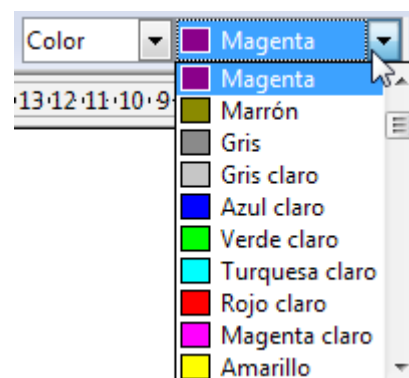 Color Magenta
Magenta
·13·12·11·10·9·
Marrón
Gris
Gris claro
Azul claro
Verde claro
Turquesa claro
Rojo claro
Magenta claro
Amarillo